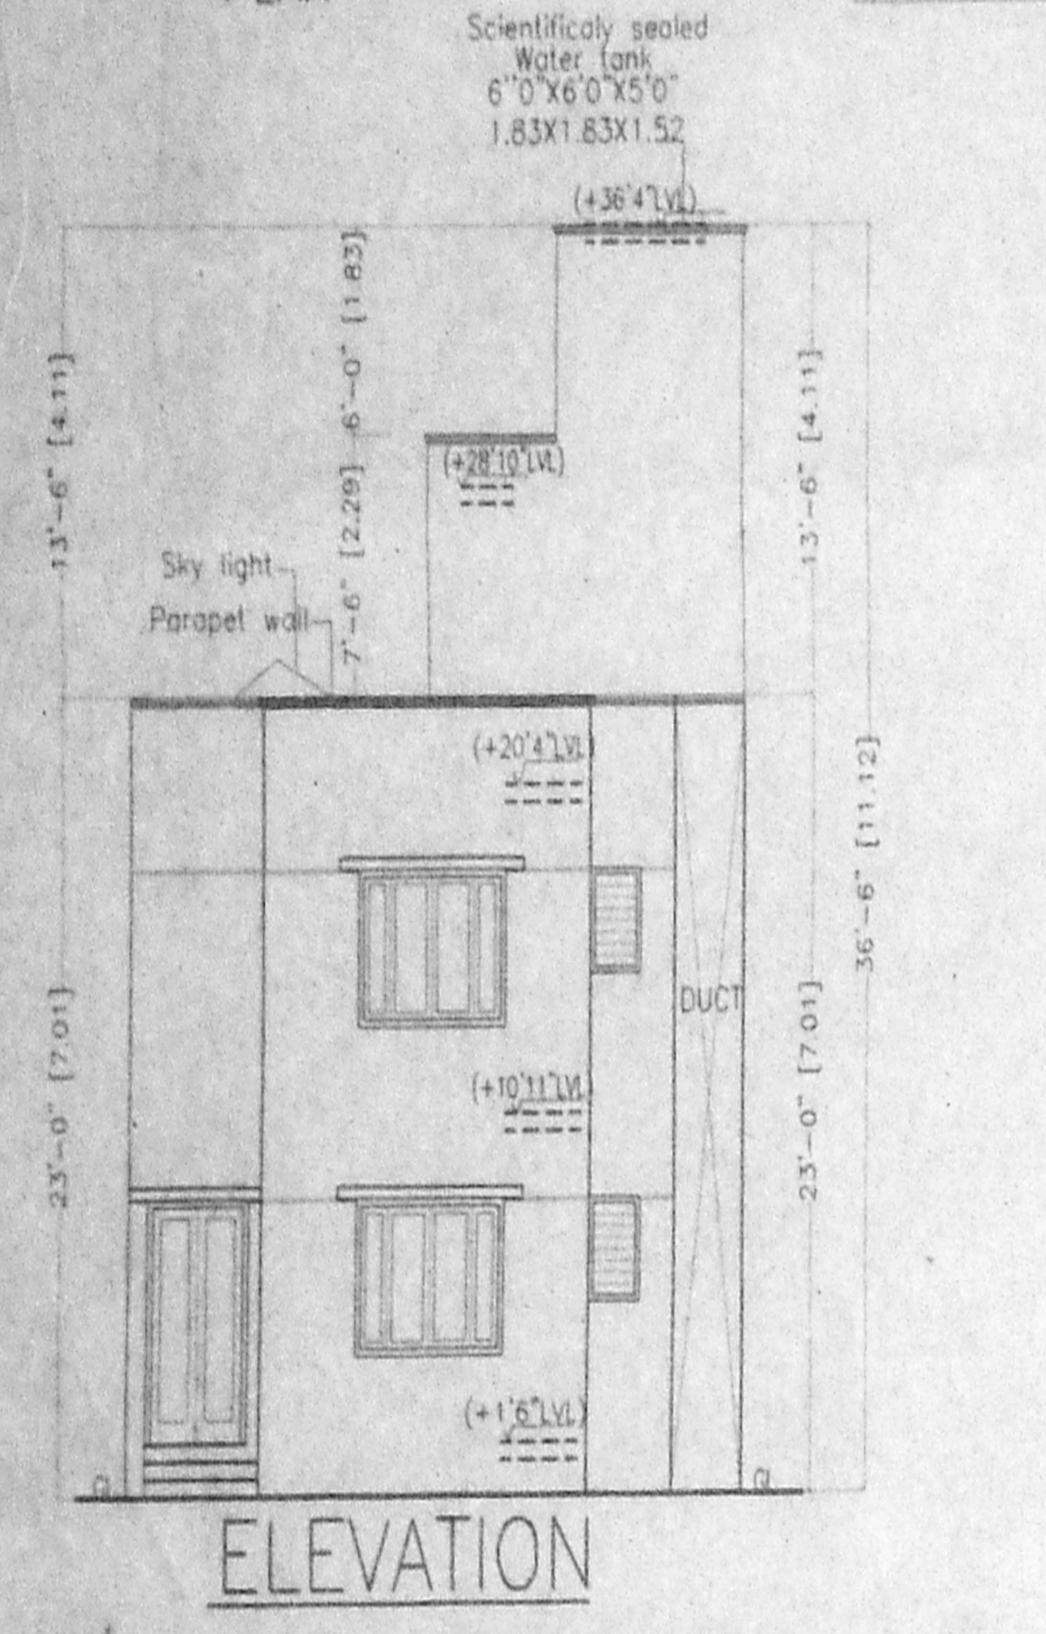 Scientificaly sealed
Water tank
6''0"X6'0"X5'0"
1.83X1.83X1.52
(+36'4"LVL)
6'-0" [1.83]
13'-6" [4.11]
13'-6" [4.11]
(+28'10"LVL)
7'-6" [2.29]
Sky light
Parapet wall
(+20'4"LVL)
36'-6" [11.12]
DUCT
23'-0" [7.01]
23'-0" [7.01]
(+10'11"LVL)
(+1'6"LVL)
GL
GL
ELEVATION